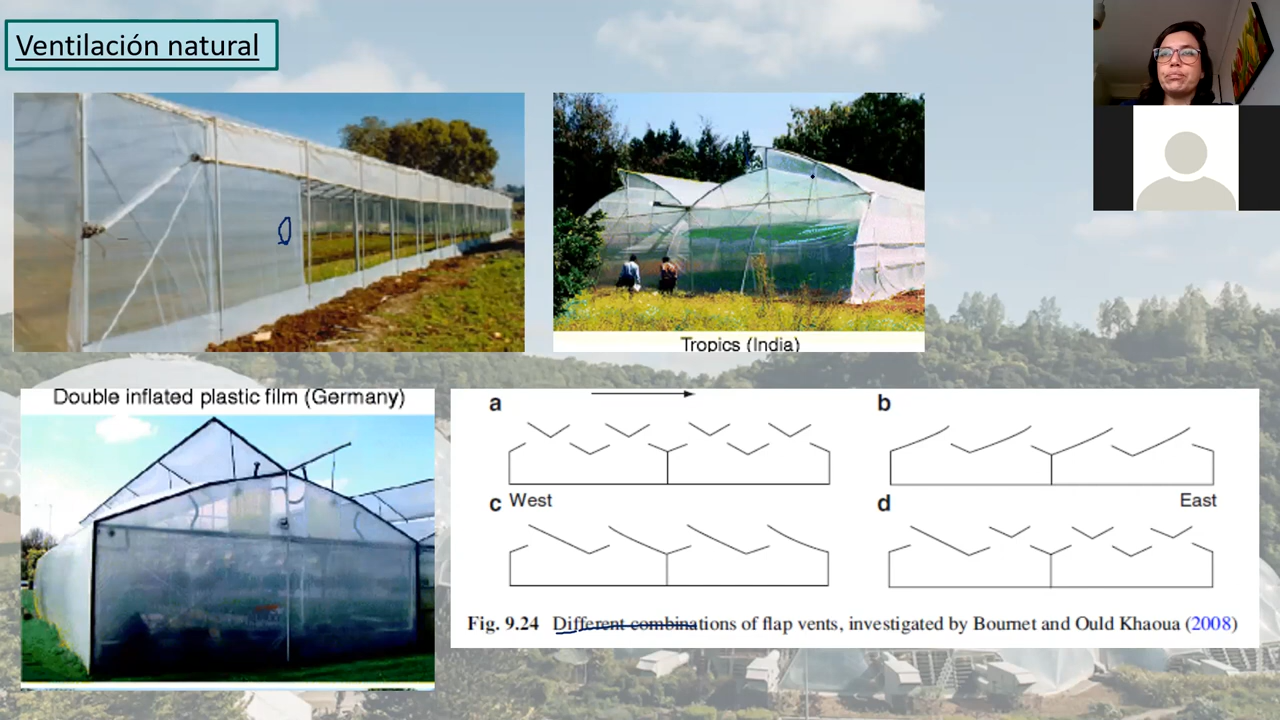 Ventilación natural
Tropics (India)
Double inflated plastic film (Germany)
a
b
c West
d East
Fig. 9.24 Different combinations of flap vents, investigated by Bournet and Ould Khaoua (2008)